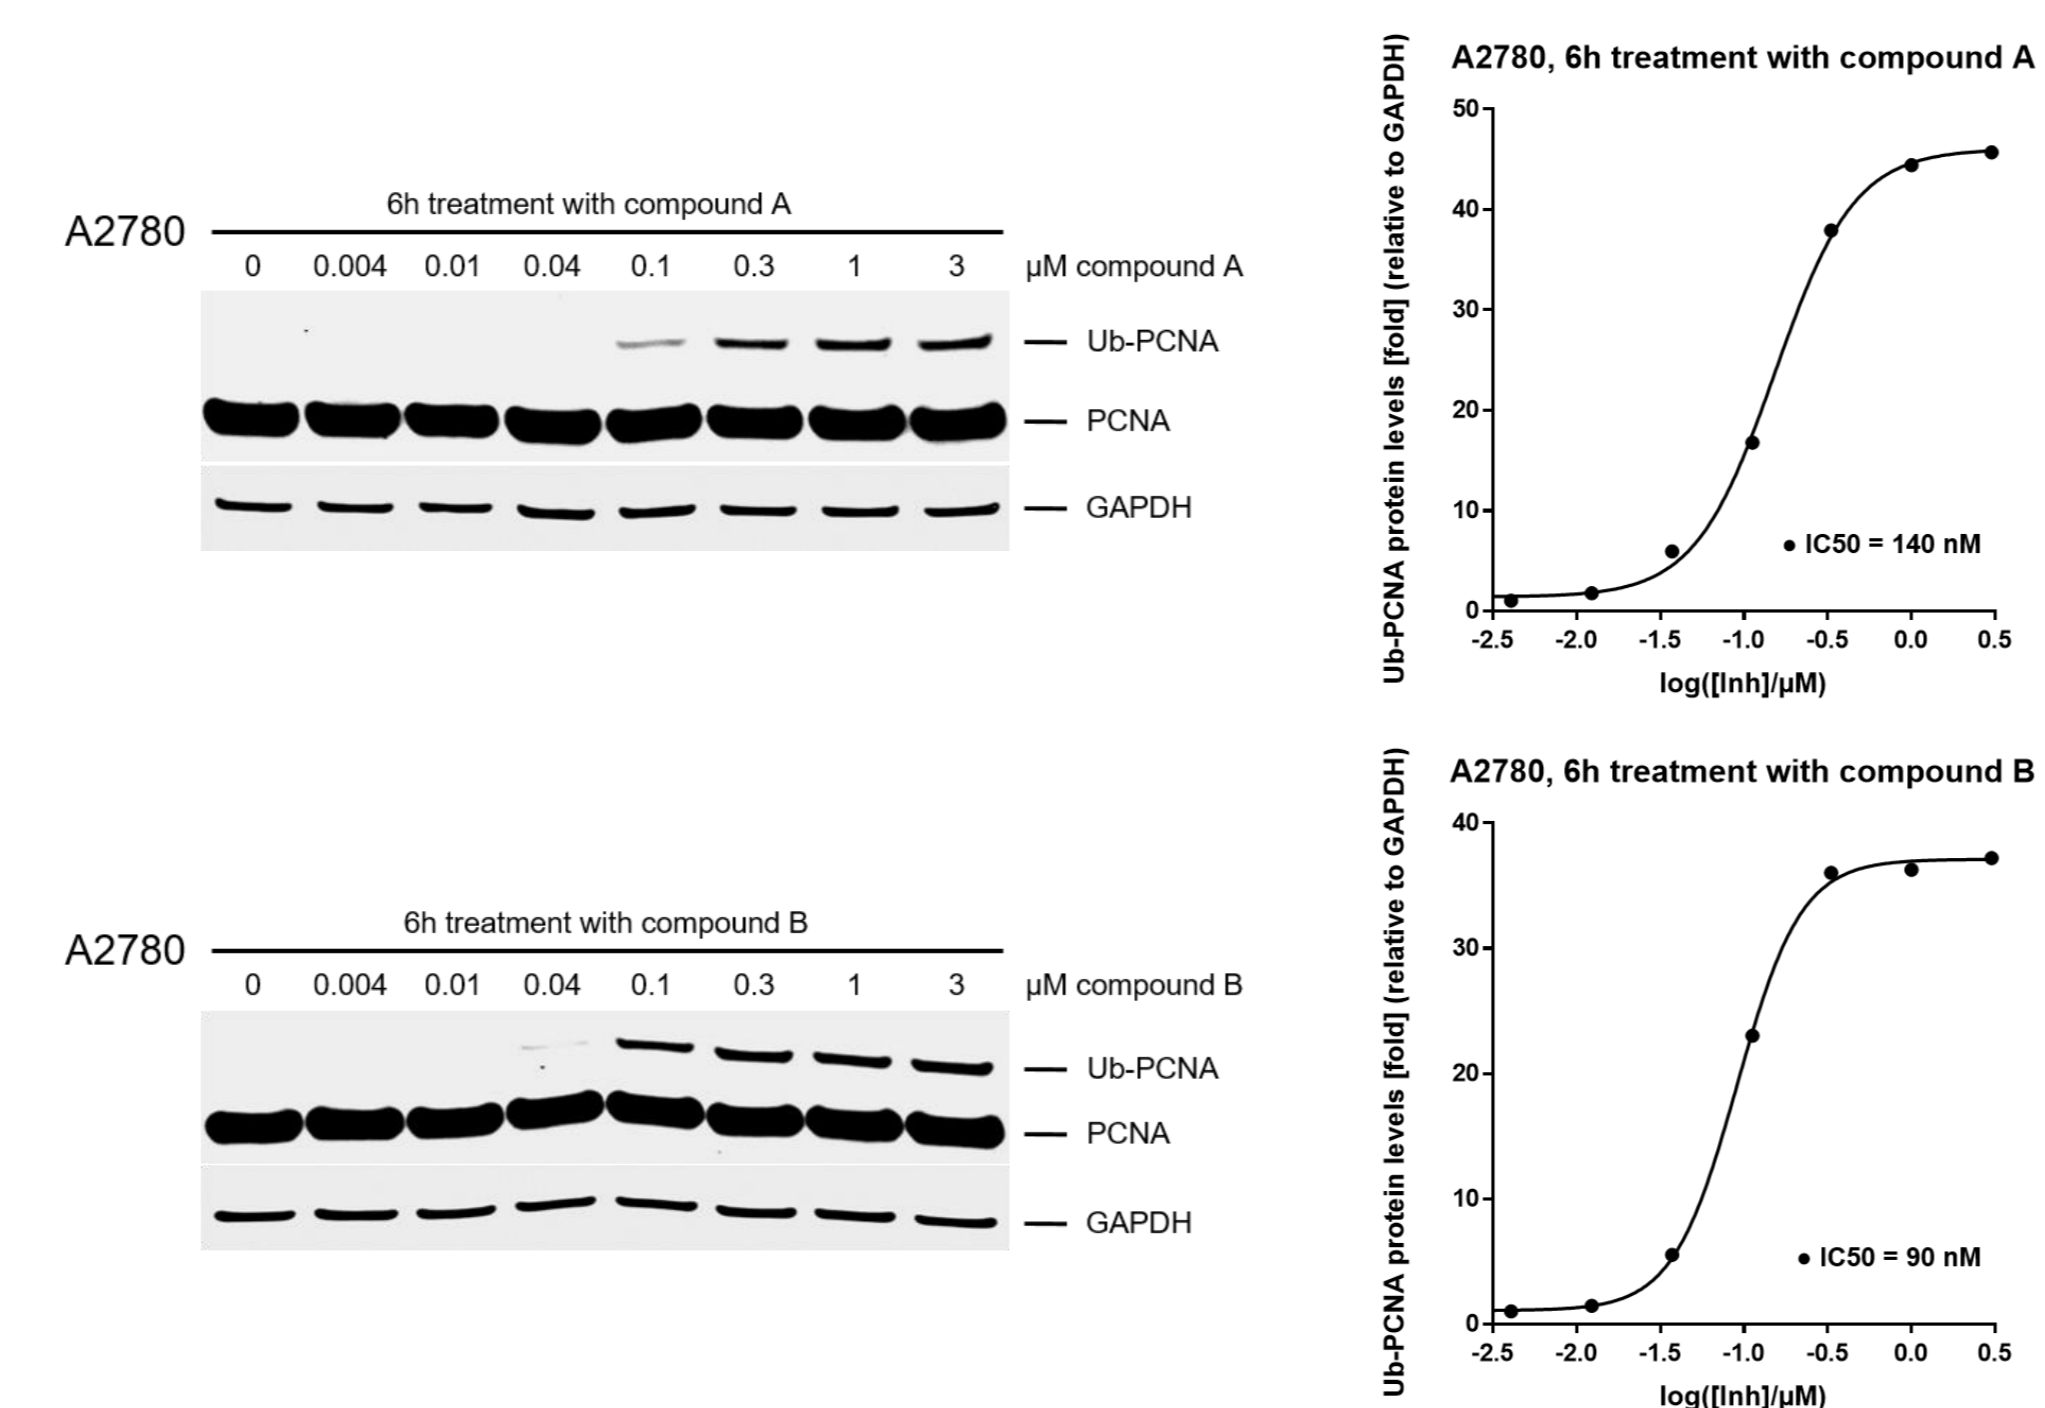 A2780
6h treatment with compound A
0 0.004 0.01 0.04 0.1 0.3 1 3 µM compound A
Ub-PCNA
PCNA
GAPDH
A2780, 6h treatment with compound A
Ub-PCNA protein levels [fold] (relative to GAPDH)
50
40
30
20
10
0
IC50 = 140 nM
-2.5 -2.0 -1.5 -1.0 -0.5 0.0 0.5
log([Inh]/µM)
A2780
6h treatment with compound B
0 0.004 0.01 0.04 0.1 0.3 1 3 µM compound B
Ub-PCNA
PCNA
GAPDH
A2780, 6h treatment with compound B
Ub-PCNA protein levels [fold] (relative to GAPDH)
40
30
20
10
0
IC50 = 90 nM
-2.5 -2.0 -1.5 -1.0 -0.5 0.0 0.5
log([Inh]/µM)